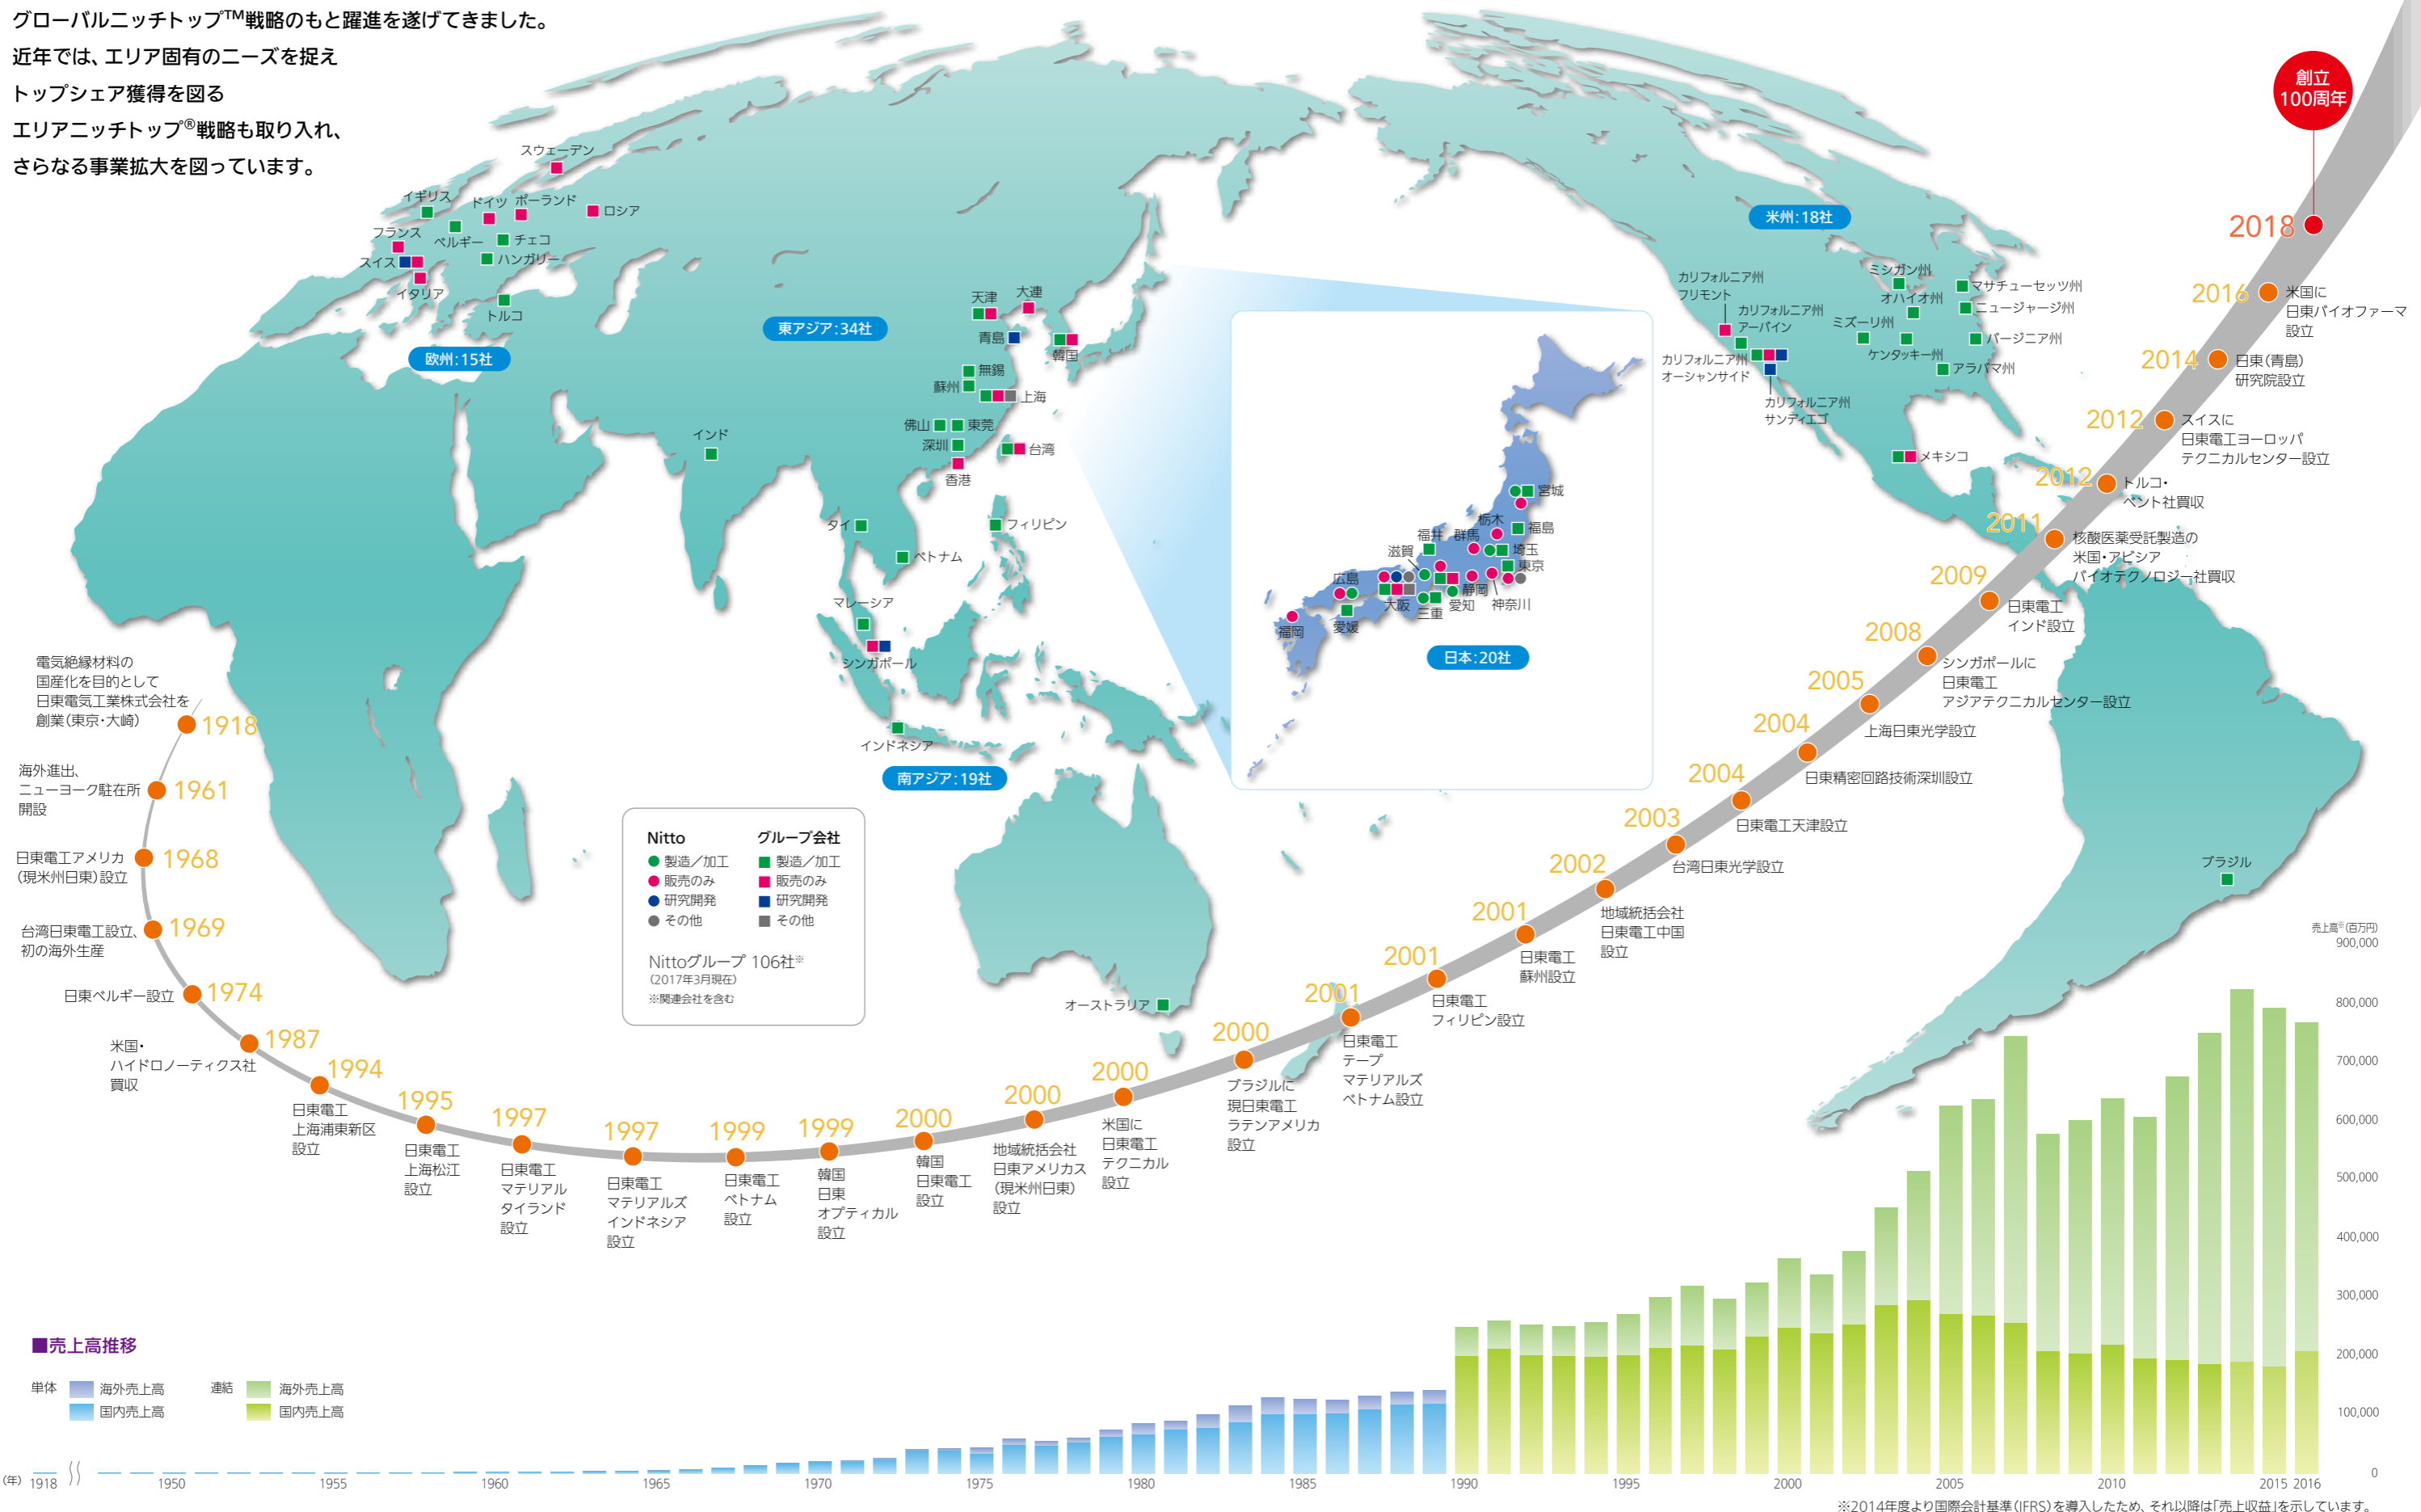 グローバルニッチトップ™戦略のもと躍進を遂げてきました。
近年では、エリア固有のニーズを捉え
トップシェア獲得を図る
エリアニッチトップ®戦略も取り入れ、
さらなる事業拡大を図っています。
創立
100周年
スウェーデン
イギリス
ドイツ
ポーランド
ロシア
フランス
ベルギー
チェコ
スイス
ハンガリー
イタリア
トルコ
欧州:15社
東アジア:34社
天津
大連
青島
韓国
無錫
蘇州
上海
佛山
東莞
深圳
台湾
香港
インド
タイ
フィリピン
ベトナム
マレーシア
シンガポール
インドネシア
南アジア:19社
オーストラリア
米州:18社
カリフォルニア州
フリモント
カリフォルニア州
アーバイン
カリフォルニア州
オーシャンサイド
カリフォルニア州
サンディエゴ
ミシガン州
オハイオ州
ミズーリ州
ケンタッキー州
マサチューセッツ州
ニュージャージ州
バージニア州
アラバマ州
メキシコ
ブラジル
宮城
栃木
福島
福井
群馬
滋賀
埼玉
東京
広島
静岡
大阪
三重
愛知
神奈川
福岡
愛媛
日本:20社
Nitto
グループ会社
製造／加工
製造／加工
販売のみ
販売のみ
研究開発
研究開発
その他
その他
Nittoグループ 106社※
(2017年3月現在)
※関連会社を含む
電気絶縁材料の
国産化を目的として
日東電気工業株式会社を
創業(東京・大崎)
1918
海外進出、
ニューヨーク駐在所
開設
1961
日東電工アメリカ
(現米州日東)設立
1968
台湾日東電工設立、
初の海外生産
1969
日東ベルギー設立
1974
米国・
ハイドロノーティクス社
買収
1987
1994
日東電工
上海浦東新区
設立
1995
日東電工
上海松江
設立
1997
日東電工
マテリアル
タイランド
設立
1997
日東電工
マテリアルズ
インドネシア
設立
1999
日東電工
ベトナム
設立
1999
韓国
日東
オプティカル
設立
2000
韓国
日東電工
設立
2000
地域統括会社
日東アメリカス
(現米州日東)
設立
2000
米国に
日東電工
テクニカル
設立
2000
ブラジルに
現日東電工
ラテンアメリカ
設立
2001
日東電工
テープ
マテリアルズ
ベトナム設立
2001
日東電工
フィリピン設立
2001
日東電工
蘇州設立
2002
地域統括会社
日東電工中国
設立
2003
台湾日東光学設立
2004
日東電工天津設立
2004
日東精密回路技術深圳設立
2005
上海日東光学設立
2008
シンガポールに
日東電工
アジアテクニカルセンター設立
2009
日東電工
インド設立
2011
核酸医薬受託製造の
米国・アビシア
バイオテクノロジー社買収
2012
トルコ・
ベント社買収
2012
スイスに
日東電工ヨーロッパ
テクニカルセンター設立
2014
日東(青島)
研究院設立
2016
米国に
日東バイオファーマ
設立
2018
■売上高推移
単体
海外売上高
国内売上高
連結
海外売上高
国内売上高
売上高※(百万円)
900,000
800,000
700,000
600,000
500,000
400,000
300,000
200,000
100,000
0
(年) 1918 1950 1955 1960 1965 1970 1975 1980 1985 1990 1995 2000 2005 2010 2015 2016
※2014年度より国際会計基準(IFRS)を導入したため、それ以降は「売上収益」を示しています。